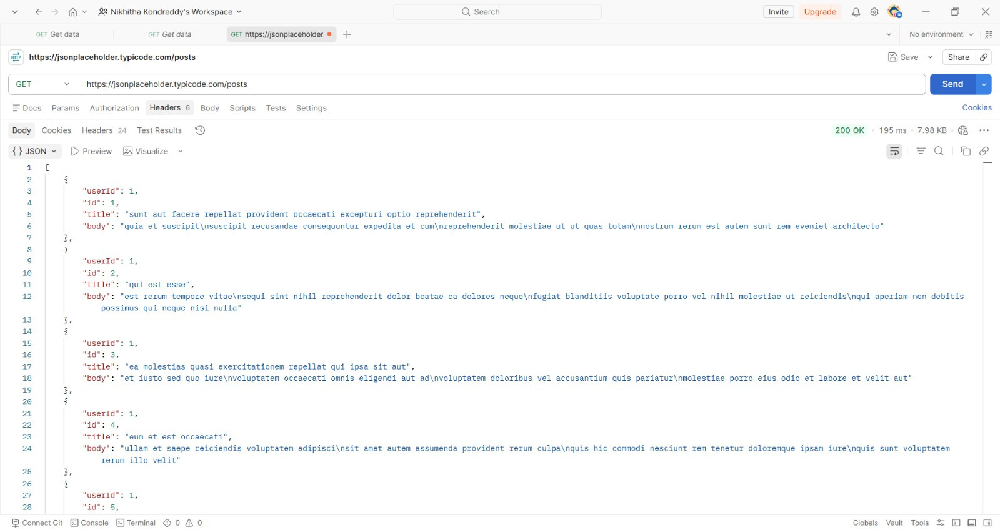 Nikhitha Kondreddy's Workspace Search Invite Upgrade
GET Get data GET Get data GET https://jsonplaceholder. No environment
HTTP https://jsonplaceholder.typicode.com/posts Save Share
GET https://jsonplaceholder.typicode.com/posts Send
Docs Params Authorization Headers 6 Body Scripts Tests Settings Cookies
Body Cookies Headers 24 Test Results 200 OK 195 ms 7.98 KB
{} JSON Preview Visualize
1 [
2 {
3 "userId": 1,
4 "id": 1,
5 "title": "sunt aut facere repellat provident occaecati excepturi optio reprehenderit",
6 "body": "quia et suscipit\nsuscipit recusandae consequuntur expedita et cum\nreprehenderit molestiae ut ut quas totam\nnostrum rerum est autem sunt rem eveniet architecto"
7 },
8 {
9 "userId": 1,
10 "id": 2,
11 "title": "qui est esse",
12 "body": "est rerum tempore vitae\nsequi sint nihil reprehenderit dolor beatae ea dolores neque\nfugiat blanditiis voluptate porro vel nihil molestiae ut reiciendis\nqui aperiam non debitis
possimus qui neque nisi nulla"
13 },
14 {
15 "userId": 1,
16 "id": 3,
17 "title": "ea molestias quasi exercitationem repellat qui ipsa sit aut",
18 "body": "et iusto sed quo iure\nvoluptatem occaecati omnis eligendi aut ad\nvoluptatem doloribus vel accusantium quis pariatur\nmolestiae porro eius odio et labore et velit aut"
19 },
20 {
21 "userId": 1,
22 "id": 4,
23 "title": "eum et est occaecati",
24 "body": "ullam et saepe reiciendis voluptatem adipisci\nsit amet autem assumenda provident rerum culpa\nquis hic commodi nesciunt rem tenetur doloremque ipsam iure\nquis sunt voluptatem
rerum illo velit"
25 },
26 {
27 "userId": 1,
28 "id": 5,
Connect Git Console Terminal 0 0 Globals Vault Tools